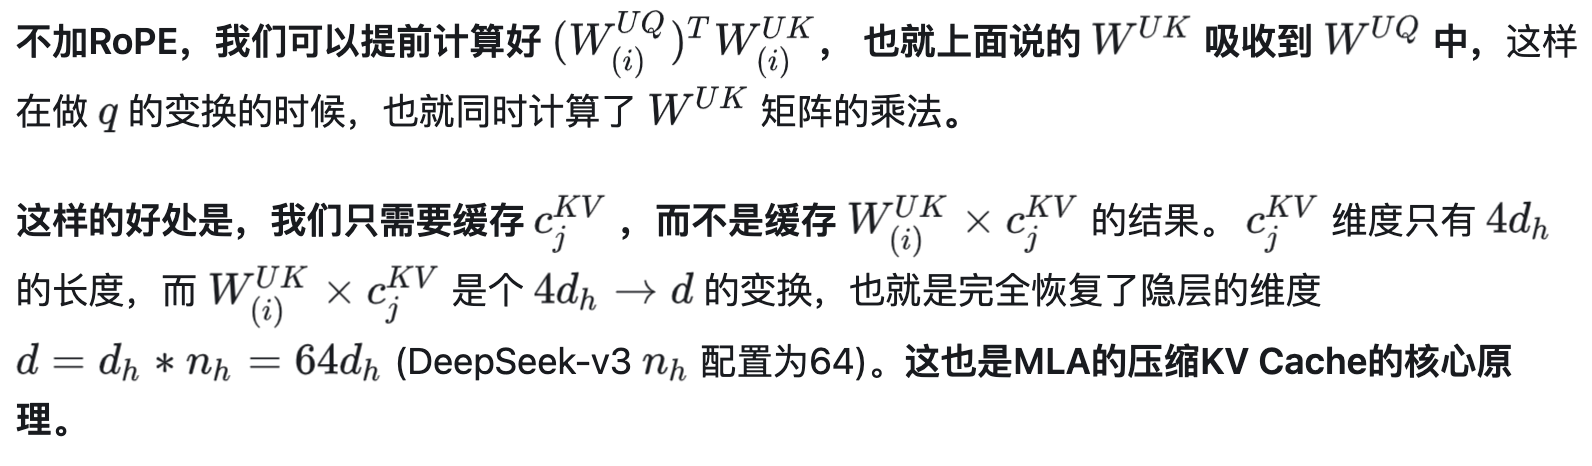 不加RoPE，我们可以提前计算好 $(W_{(i)}^{UQ})^T W_{(i)}^{UK}$， 也就上面说的 $W^{UK}$ 吸收到 $W^{UQ}$ 中，这样
在做 $q$ 的变换的时候，也就同时计算了 $W^{UK}$ 矩阵的乘法。
这样的好处是，我们只需要缓存 $c_j^{KV}$ ，而不是缓存 $W_{(i)}^{UK} \times c_j^{KV}$ 的结果。 $c_j^{KV}$ 维度只有 $4d_h$
的长度，而 $W_{(i)}^{UK} \times c_j^{KV}$ 是个 $4d_h \to d$ 的变换，也就是完全恢复了隐层的维度
$d = d_h * n_h = 64d_h$ (DeepSeek-v3 $n_h$ 配置为64)。这也是MLA的压缩KV Cache的核心原
理。